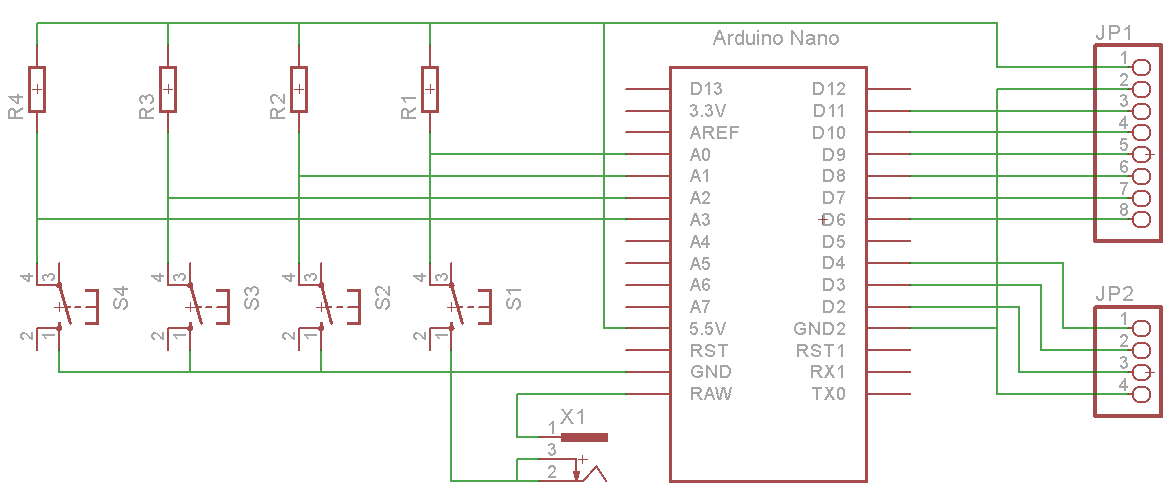 Arduino Nano
JP1
R4
R3
R2
R1
D13
3.3V
AREF
A0
A1
A2
A3
A4
A5
A6
A7
5.5V
RST
GND
RAW
D12
D11
D10
D9
D8
D7
D6
D5
D4
D3
D2
GND2
RST1
RX1
TX0
1
2
3
4
5
6
7
8
JP2
1
2
3
4
4
3
S4
2
1
4
3
S3
2
1
4
3
S2
2
1
4
3
S1
2
1
X1
1
3
2